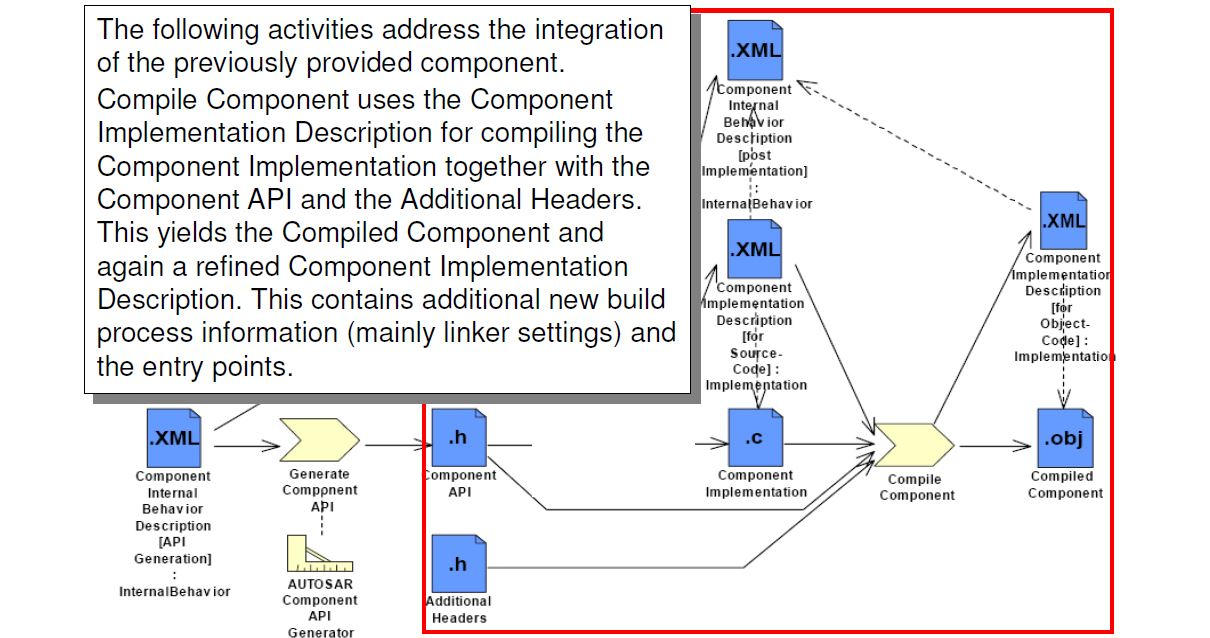 The following activities address the integration
of the previously provided component.
Compile Component uses the Component
Implementation Description for compiling the
Component Implementation together with the
Component API and the Additional Headers.
This yields the Compiled Component and
again a refined Component Implementation
Description. This contains additional new build
process information (mainly linker settings) and
the entry points.
.XML
Component
Internal
Behavior
Description
[post
Implementation]
:
InternalBehavior
.XML
Component
Implementation
Description
[for
Source-
Code] :
Implementation
.XML
Component
Implementation
Description
[for
Object-
Code] :
Implementation
.XML
Component
Internal
Behavior
Description
[API
Generation]
:
InternalBehavior
Generate
Component
API
AUTOSAR
Component
API
Generator
.h
Component
API
.h
Additional
Headers
.c
Component
Implementation
Compile
Component
.obj
Compiled
Component